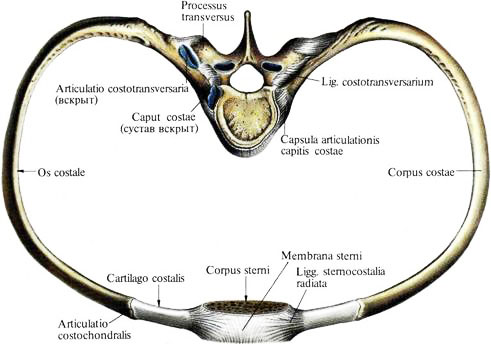 Processus
transversus
Articulatio costotransversaria
(вскрыт)
Caput costae
(сустав вскрыт)
Lig. costotransversarium
Capsula articulationis
capitis costae
Os costale
Corpus costae
Membrana sterni
Corpus sterni
Ligg. sternocostalia
radiata
Cartilago costalis
Articulatio
costochondralis